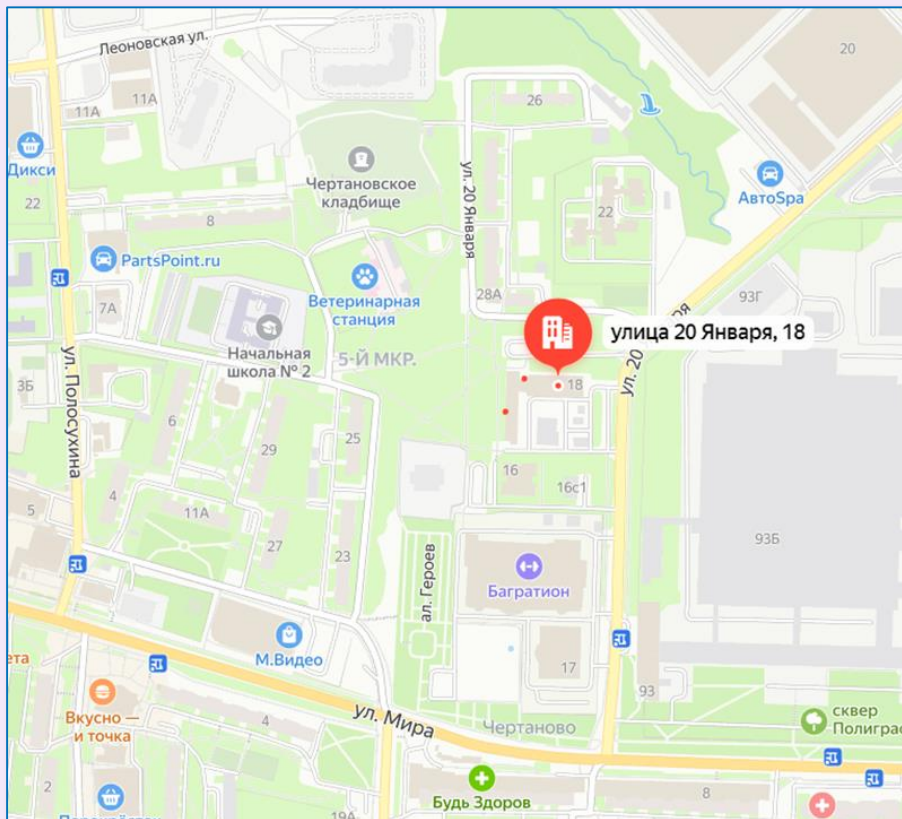 Леоновская ул.
20
11А
11А
26
Дикси
Чертановское
кладбище
ул. 20 Января
АвтоSpa
22
8
22
PartsPoint.ru
Ветеринарная
станция
28А
93Г
7А
улица 20 Января, 18
Начальная
школа № 2
5-Й МКР.
ул. 20
ря
ул. Полосухина
3Б
18
6
29
25
16
16с1
4
11А
5
27
23
93Б
ал. Героев
Багратион
М.Видео
17
93
ета
Вкусно —
и точка
4
ул. Мира
Чертаново
сквер
Полиграф
2
Будь Здоров
8
19А